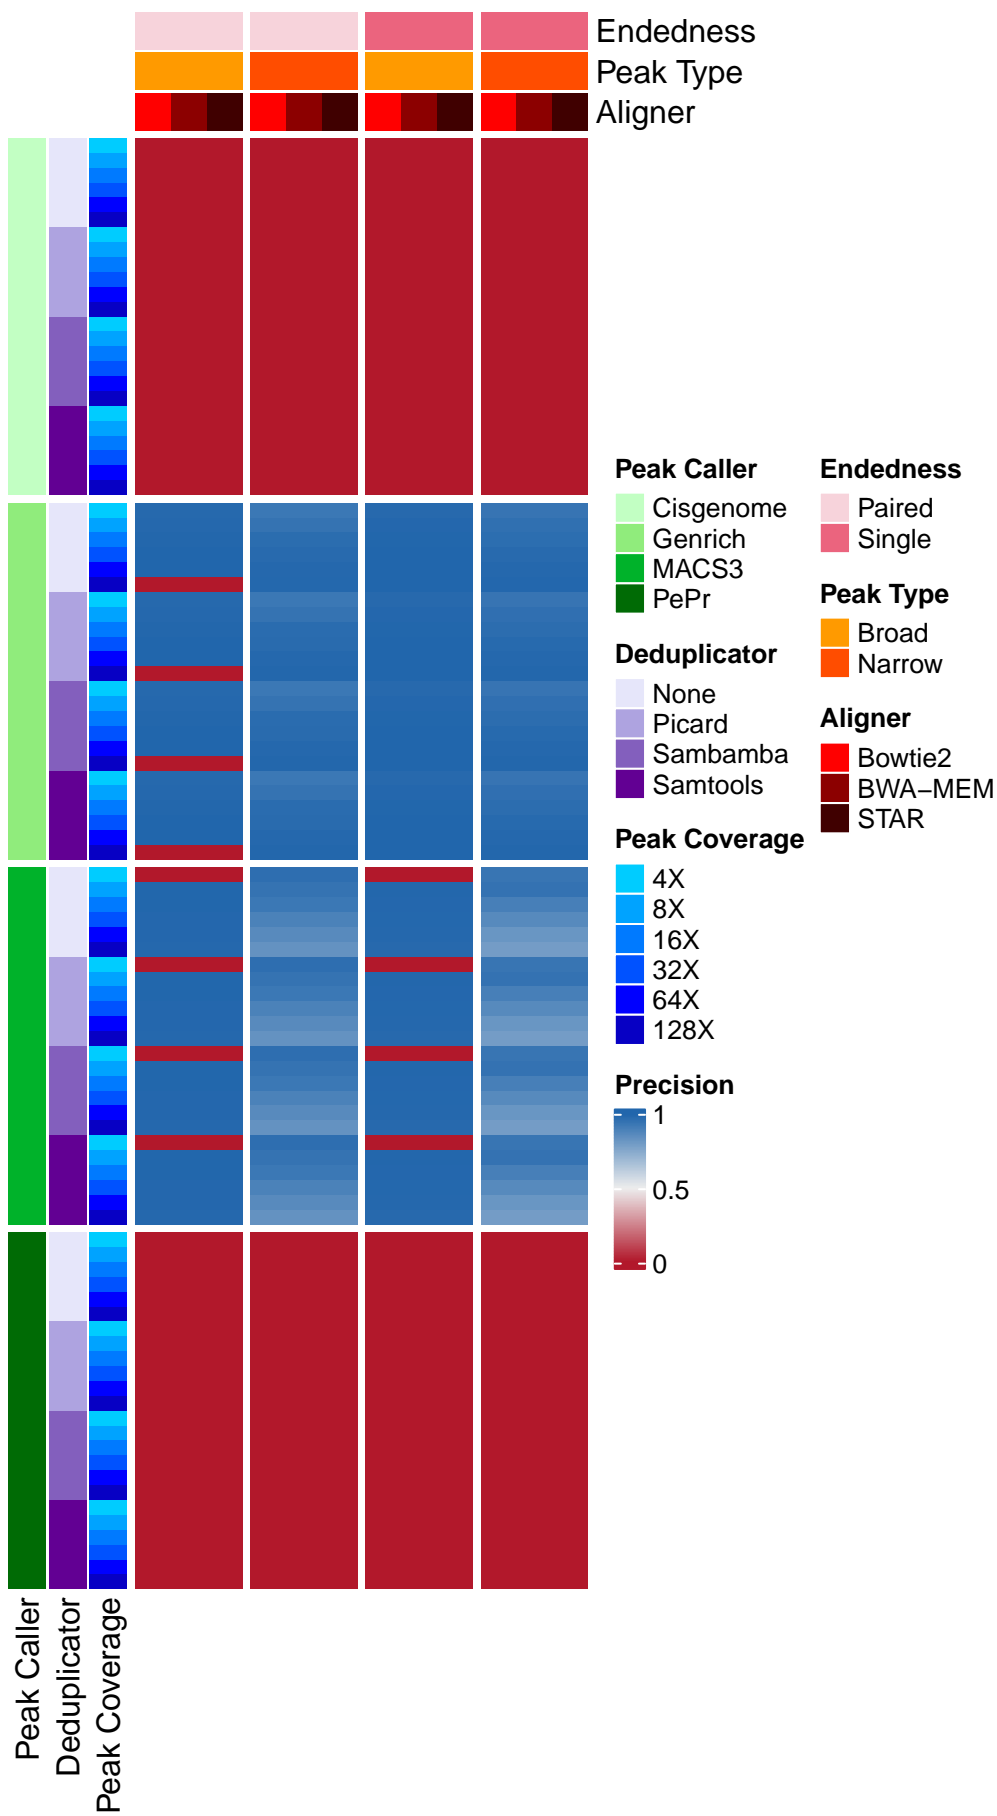 Endedness
Peak Type
Aligner
Peak Caller
Cisgenome
Genrich
MACS3
PePr
Deduplicator
None
Picard
Sambamba
Samtools
Peak Coverage
4X
8X
16X
32X
64X
128X
Precision
1
0.5
0
Endedness
Paired
Single
Peak Type
Broad
Narrow
Aligner
Bowtie2
BWA−MEM
STAR
Peak Caller
Deduplicator
Peak Coverage